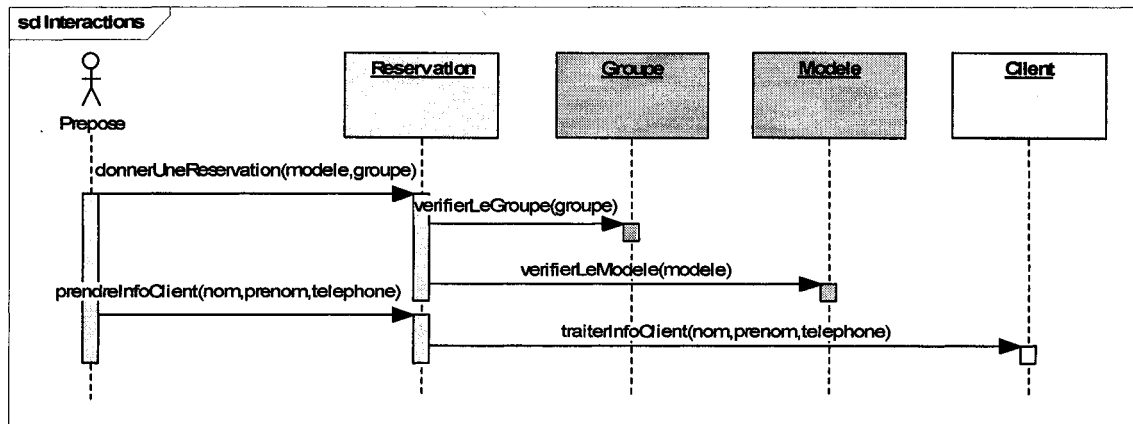 sd Interactions
Prepose
Reservation
Groupe
Modele
Client
donnerUneReservation(modele,groupe)
verifierLeGroupe(groupe)
verifierLeModele(modele)
prendreInfoClient(nom,prenom,telephone)
traiterInfoClient(nom,prenom,telephone)